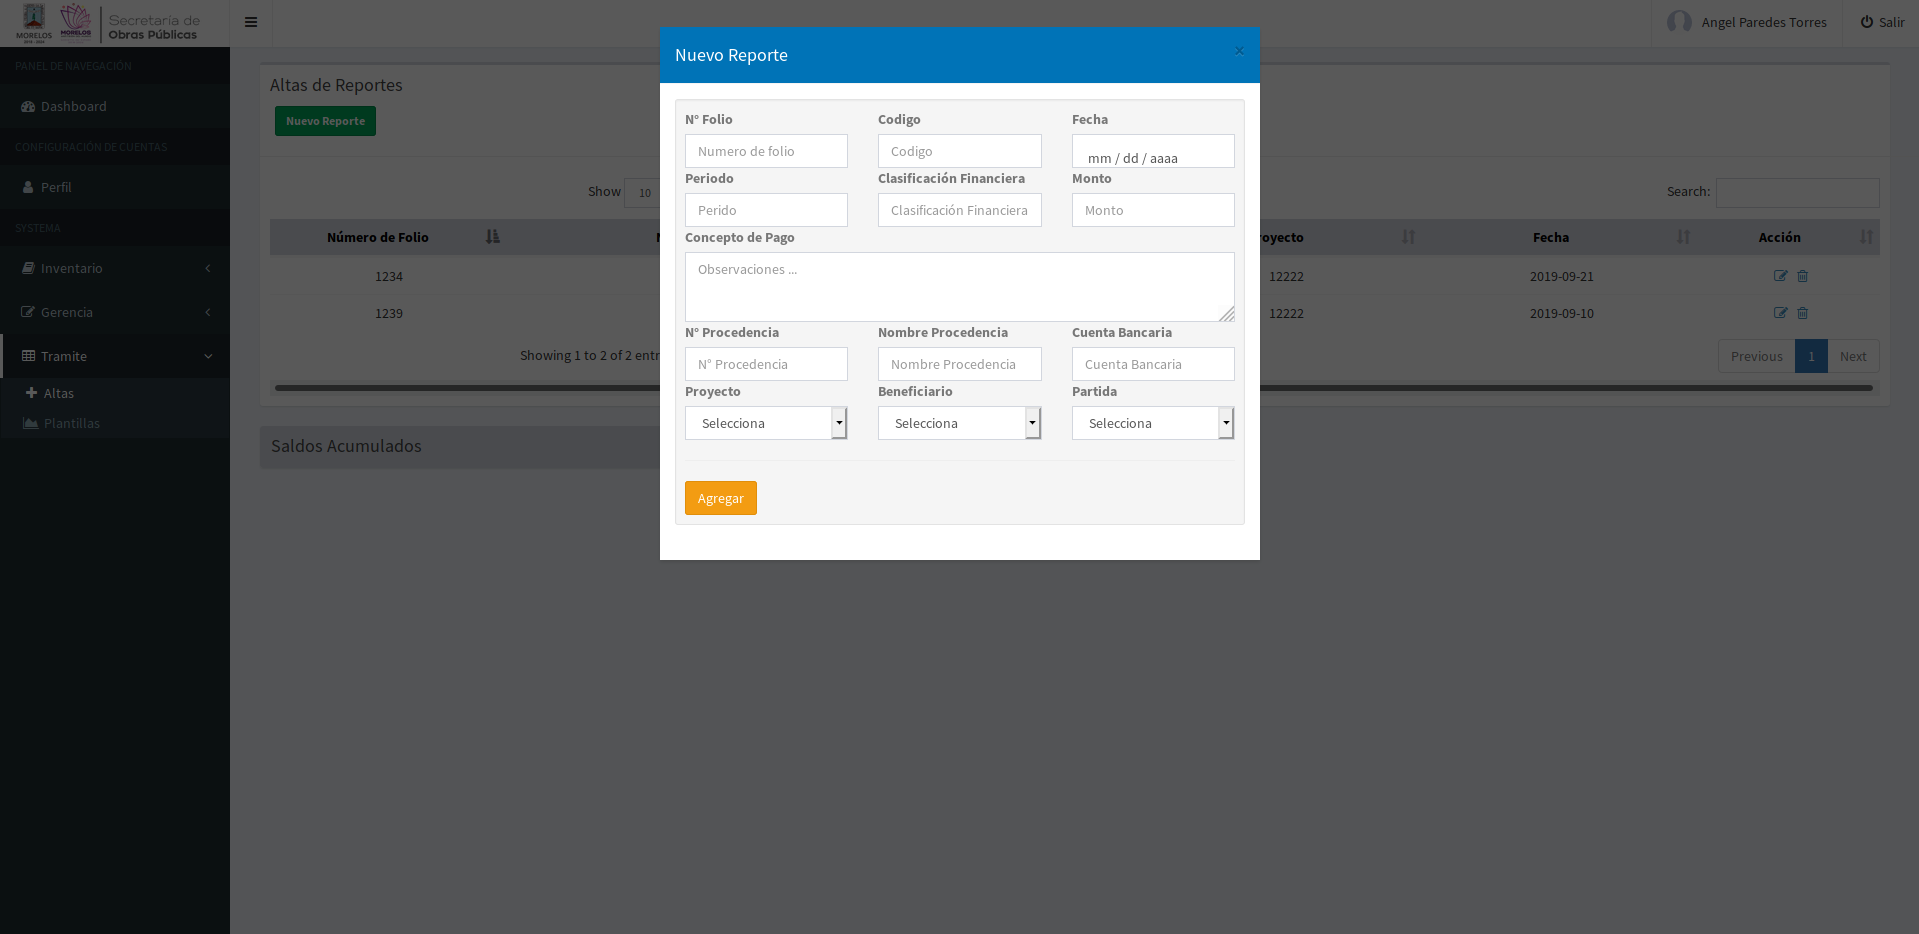 MORELOS
2018 - 2024
MORELOS
Secretaría de
Obras Públicas
Angel Paredes Torres
Salir
PANEL DE NAVEGACIÓN
Dashboard
CONFIGURACIÓN DE CUENTAS
Perfil
SYSTEMA
Inventario
Gerencia
Tramite
Altas
Plantillas
Altas de Reportes
Nuevo Reporte
Show 10
Search:
Número de Folio
Fecha Acción
1234 12222 2019-09-21
1239 12222 2019-09-10
Showing 1 to 2 of 2
Previous 1 Next
Saldos Acumulados
Nuevo Reporte ×
N° Folio Codigo Fecha
Numero de folio Codigo mm / dd / aaaa
Periodo Clasificación Financiera Monto
Perido Clasificación Financiera Monto
Concepto de Pago
Observaciones ...
N° Procedencia Nombre Procedencia Cuenta Bancaria
N° Procedencia Nombre Procedencia Cuenta Bancaria
Proyecto Beneficiario Partida
Selecciona Selecciona Selecciona
Agregar